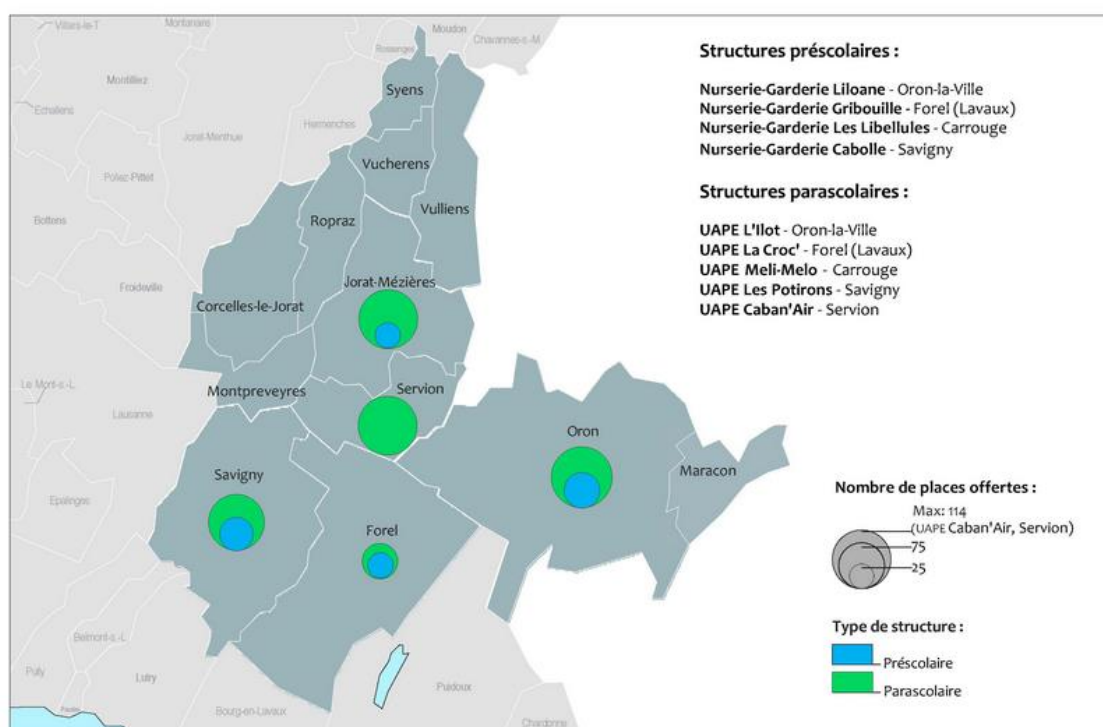 Villars-le-T
Montanaire
Moudon
Chavannes-s.-M
Rossenges
Montilliez
Syens
Echallens
Jorat-Menthue
Hermenches
Vucherens
Poliez-Pittet
Ropraz
Vulliens
Bottens
Jorat-Mézières
Froideville
Corcelles-le-Jorat
Le Mont-s.-L
Montpreveyres
Servion
Lausanne
Oron
Maracon
Savigny
Epalinges
Forel
Belmont-s.-L
Pully
Lutry
Paudex
Bourg-en-Lavaux
Puidoux
Chardonne
Structures préscolaires :
Nurserie-Garderie Liloane - Oron-la-Ville
Nurserie-Garderie Gribouille - Forel (Lavaux)
Nurserie-Garderie Les Libellules - Carrouge
Nurserie-Garderie Cabolle - Savigny
Structures parascolaires :
UAPE L'Ilot - Oron-la-Ville
UAPE La Croc' - Forel (Lavaux)
UAPE Meli-Melo - Carrouge
UAPE Les Potirons - Savigny
UAPE Caban'Air - Servion
Nombre de places offertes :
Max: 114
(UAPE Caban'Air, Servion)
75
25
Type de structure :
Préscolaire
Parascolaire